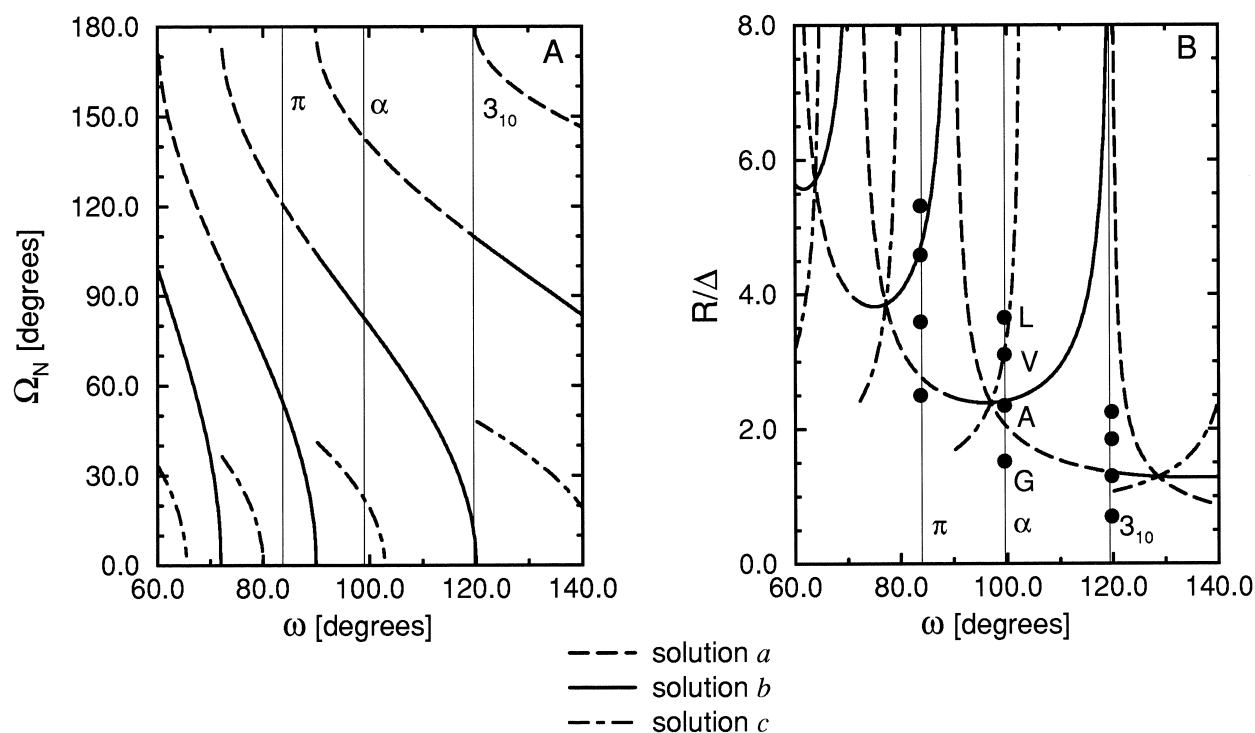 A
180.0
150.0
120.0
90.0
60.0
30.0
0.0
Ω_N [degrees]
π
α
3₁₀
60.0 80.0 100.0 120.0 140.0
ω [degrees]
B
8.0
6.0
4.0
2.0
0.0
R/Δ
L
V
A
G
π
α
3₁₀
60.0 80.0 100.0 120.0 140.0
ω [degrees]
solution a
solution b
solution c